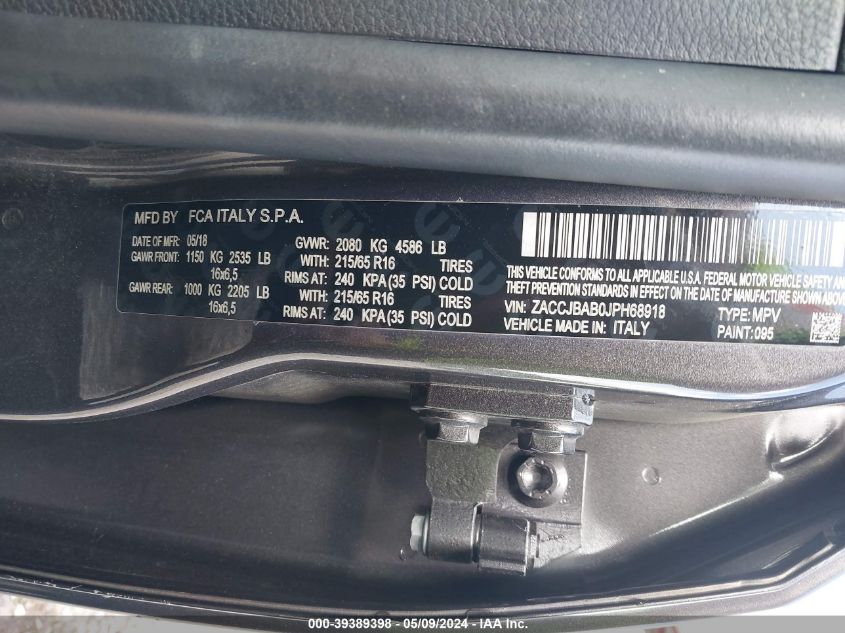 MFD BY FCA ITALY S.P.A.
DATE OF MFR: 05/18 GVWR: 2080 KG 4586 LB
GAWR FRONT: 1150 KG 2535 LB WITH: 215/65 R16 TIRES
16x6,5 RIMS AT: 240 KPA (35 PSI) COLD
GAWR REAR: 1000 KG 2205 LB WITH: 215/65 R16 TIRES
16x6,5 RIMS AT: 240 KPA (35 PSI) COLD
THIS VEHICLE CONFORMS TO ALL APPLICABLE U.S.A. FEDERAL MOTOR VEHICLE SAFETY AND
THEFT PREVENTION STANDARDS IN EFFECT ON THE DATE OF MANUFACTURE SHOWN ABOVE.
VIN: ZACCJBAB0JPH68918 TYPE: MPV
VEHICLE MADE IN: ITALY PAINT: 095
000-39389398 - 05/09/2024 - IAA, Inc.